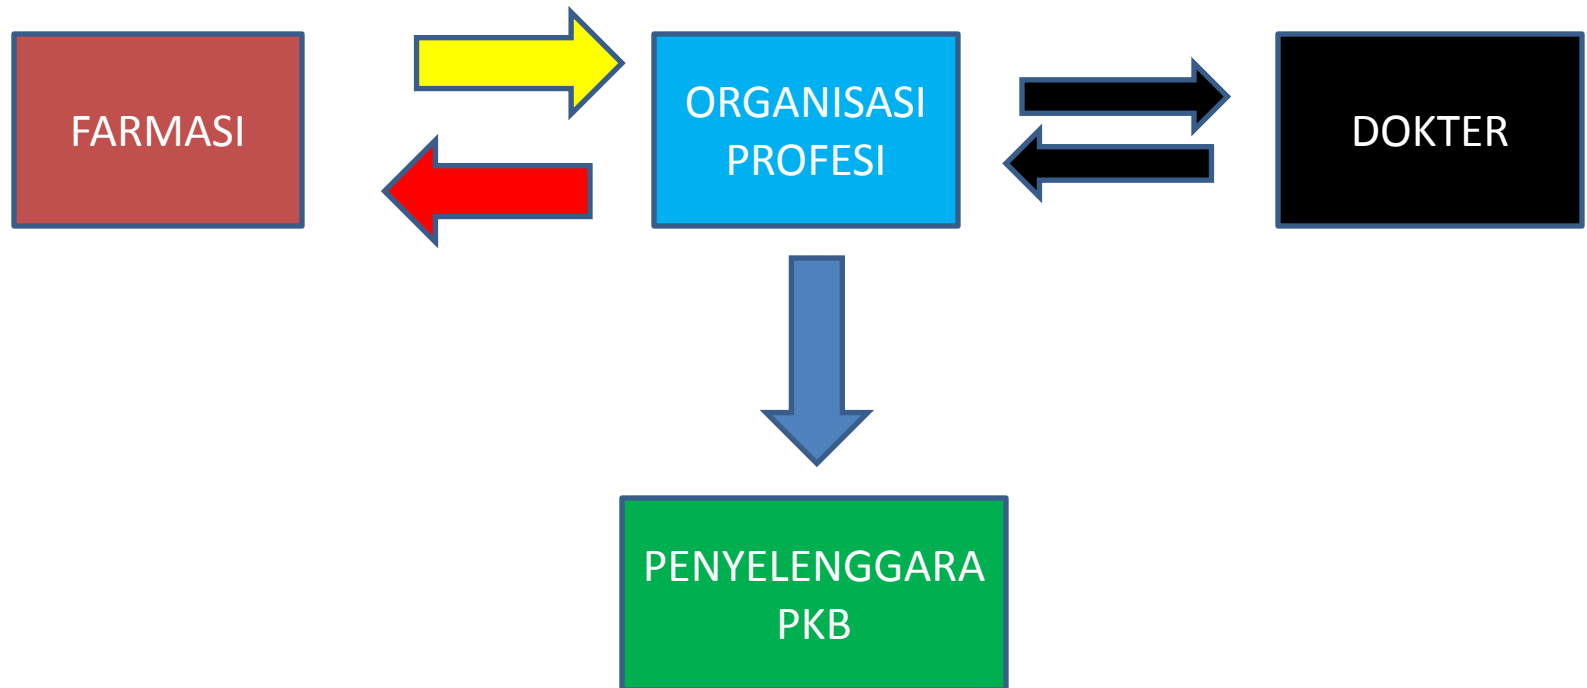 FARMASI
ORGANISASI
PROFESI
DOKTER
PENYELENGGARA
PKB